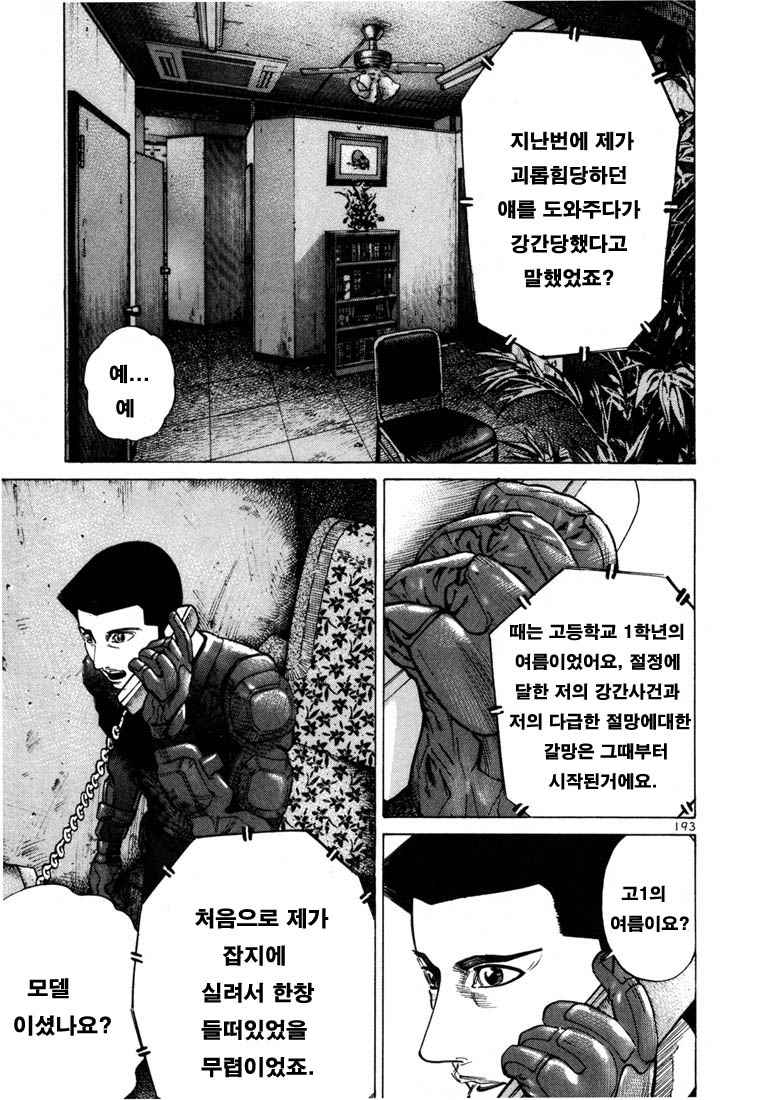 지난번에 제가
괴롭힘당하던
얘를 도와주다가
강간당했다고
말했었죠?
예...
예
때는 고등학교 1학년의
여름이었어요, 절정에
달한 저의 강간사건과
저의 다급한 절망에대한
갈망은 그때부터
시작된거에요.
193
고1의
여름이요?
처음으로 제가
잡지에
실려서 한창
들떠있었을
무렵이었죠.
모델
이셨나요?